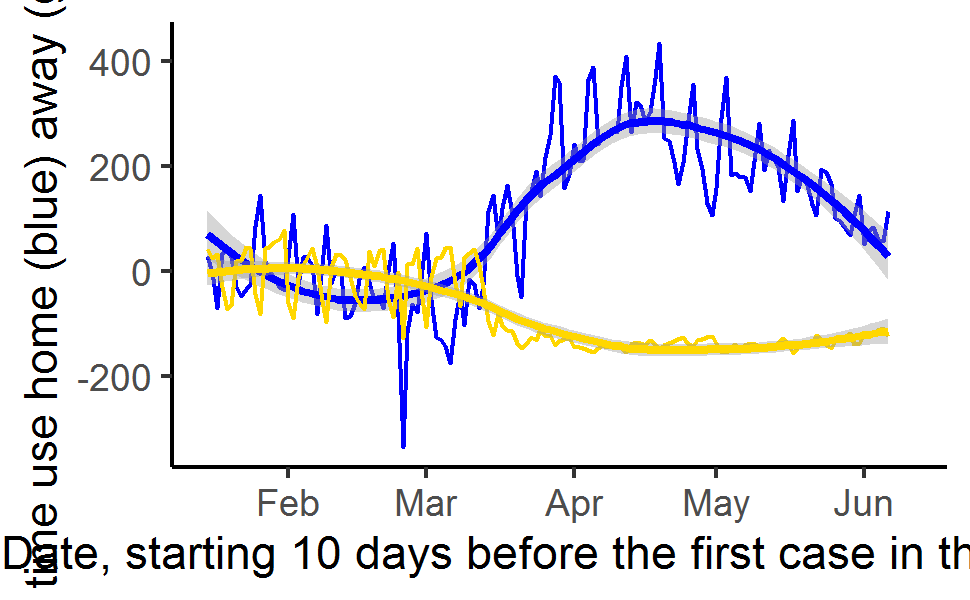 time use home (blue) away (
400
200
0
-200
Feb Mar Apr May Jun
Date, starting 10 days before the first case in th